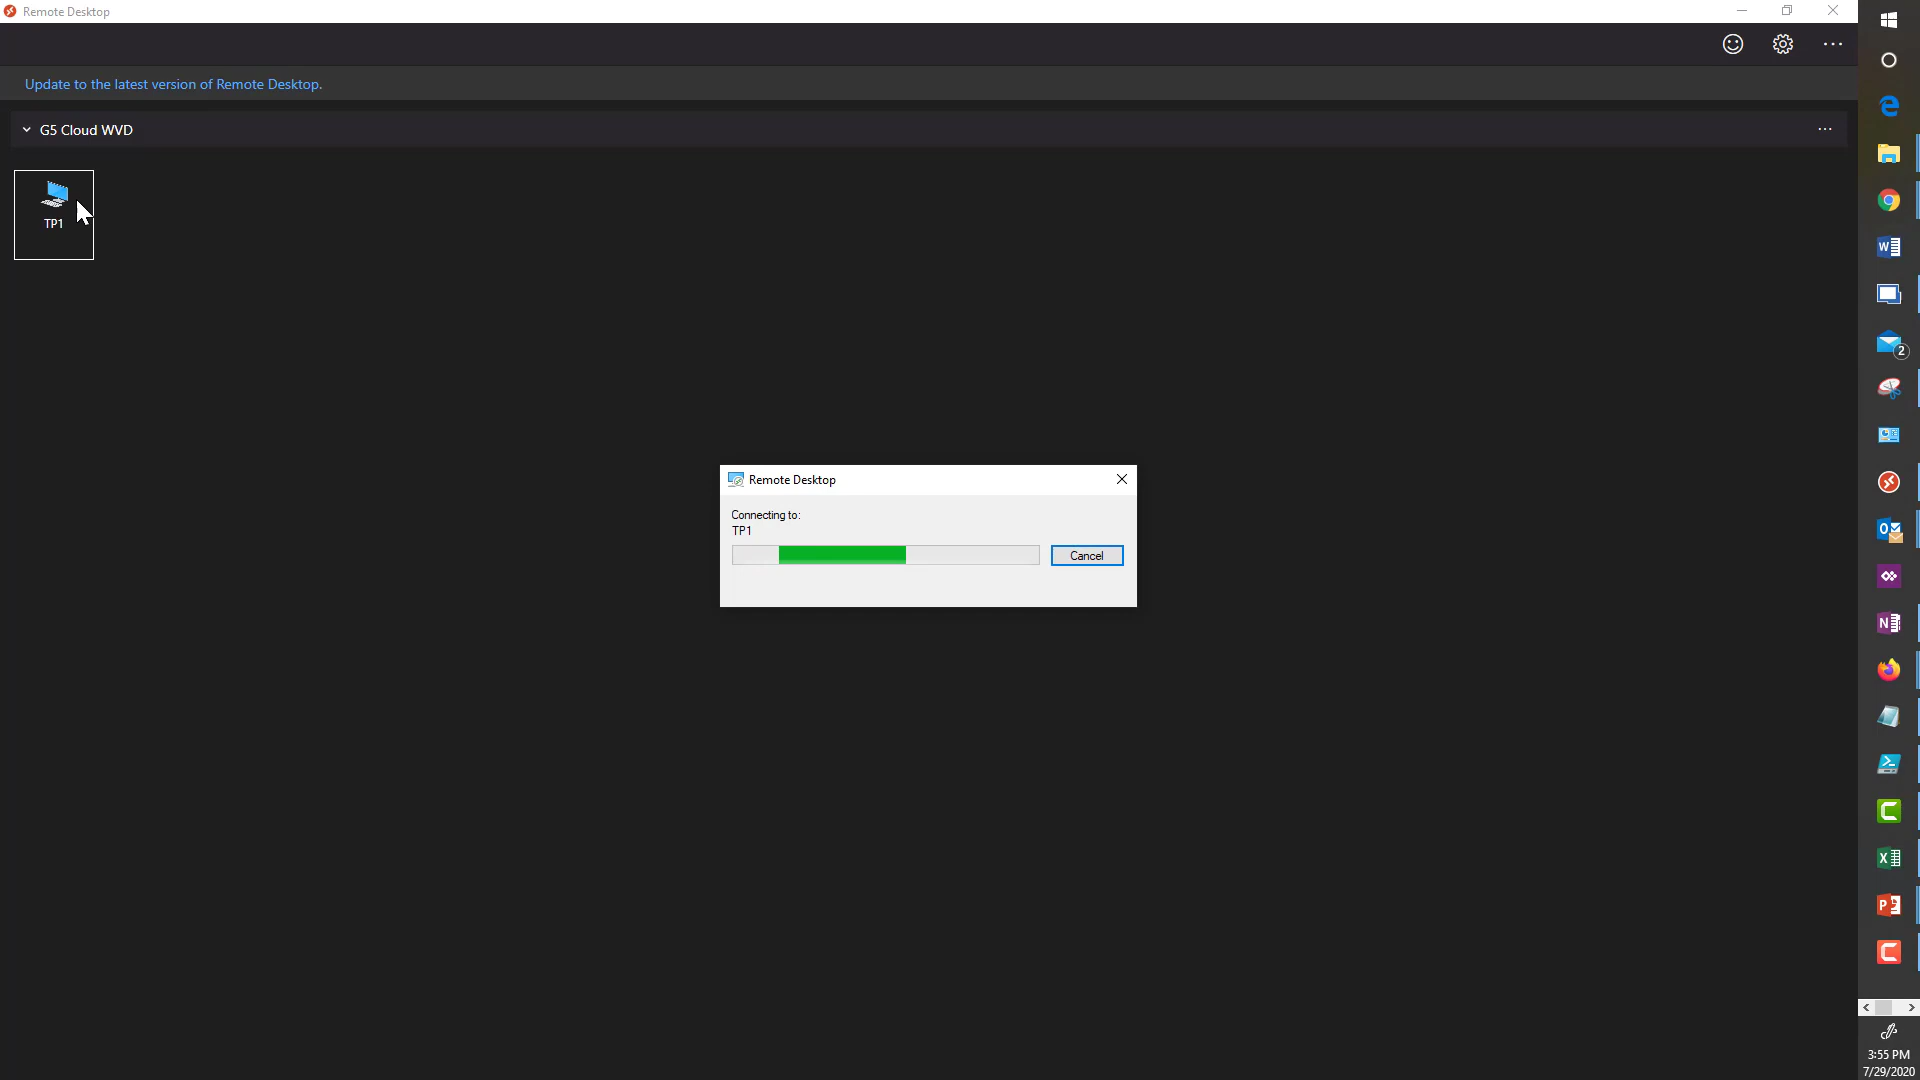 Remote Desktop
Update to the latest version of Remote Desktop.
G5 Cloud WVD
TP1
Remote Desktop
Connecting to:
TP1
Cancel
2
3:55 PM
7/29/2020